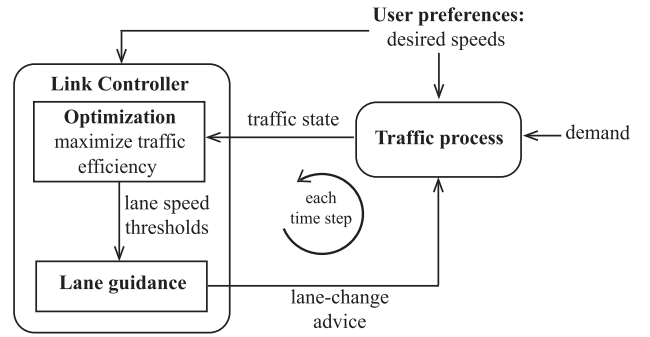 User preferences:
desired speeds
Link Controller
Optimization
maximize traffic
efficiency
traffic state
Traffic process
demand
lane speed
thresholds
each
time step
Lane guidance
lane-change
advice